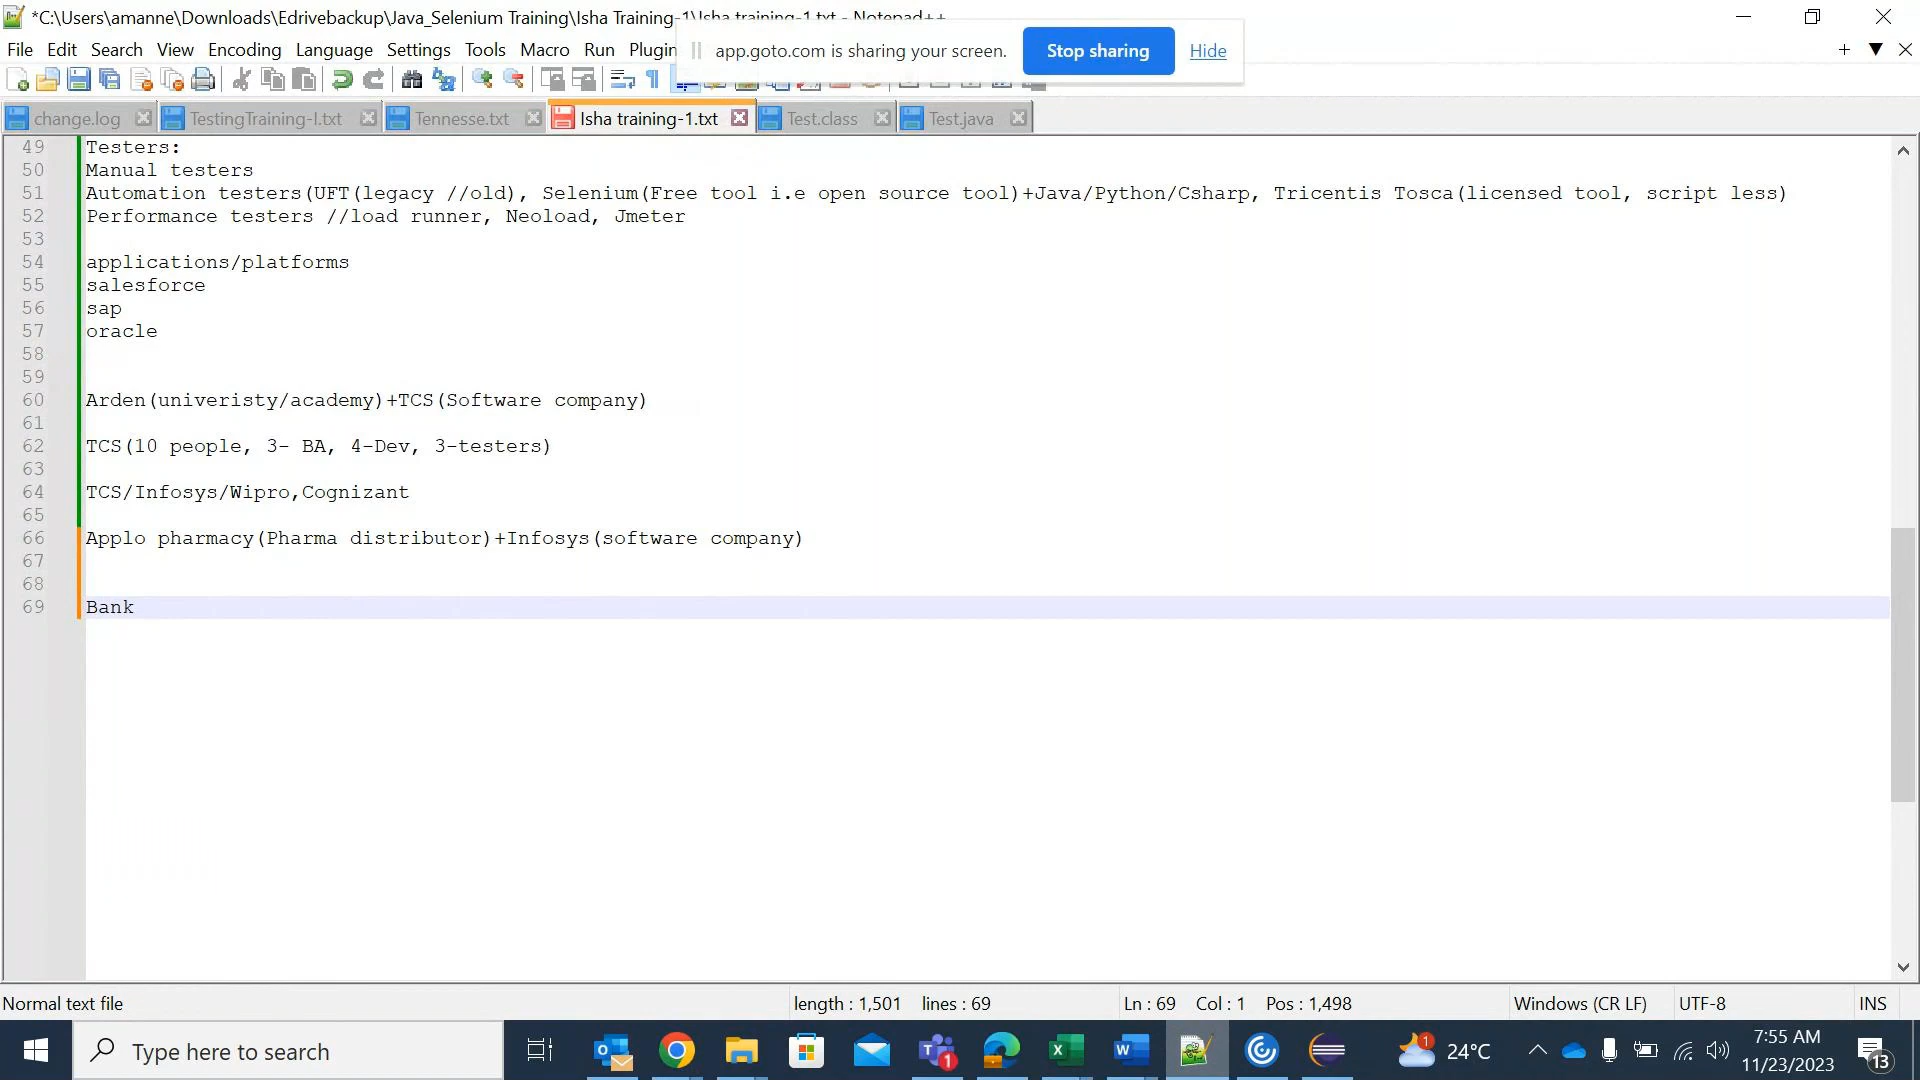 *C:\Users\amanne\Downloads\Edrivebackup\Java_Selenium Training\Isha Training-1\Isha training-1.txt - Notepad++
File Edit Search View Encoding Language Settings Tools Macro Run Plugin
app.goto.com is sharing your screen. Stop sharing Hide
change.log TestingTraining-I.txt Tennesse.txt Isha training-1.txt Test.class Test.java
49 Testers:
50 Manual testers
51 Automation testers(UFT(legacy //old), Selenium(Free tool i.e open source tool)+Java/Python/Csharp, Tricentis Tosca(licensed tool, script less)
52 Performance testers //load runner, Neoload, Jmeter
53
54 applications/platforms
55 salesforce
56 sap
57 oracle
58
59
60 Arden(univeristy/academy)+TCS(Software company)
61
62 TCS(10 people, 3- BA, 4-Dev, 3-testers)
63
64 TCS/Infosys/Wipro,Cognizant
65
66 Applo pharmacy(Pharma distributor)+Infosys(software company)
67
68
69 Bank
Normal text file length : 1,501 lines : 69 Ln : 69 Col : 1 Pos : 1,498 Windows (CR LF) UTF-8 INS
Type here to search 1 1 24°C 7:55 AM
11/23/2023 13